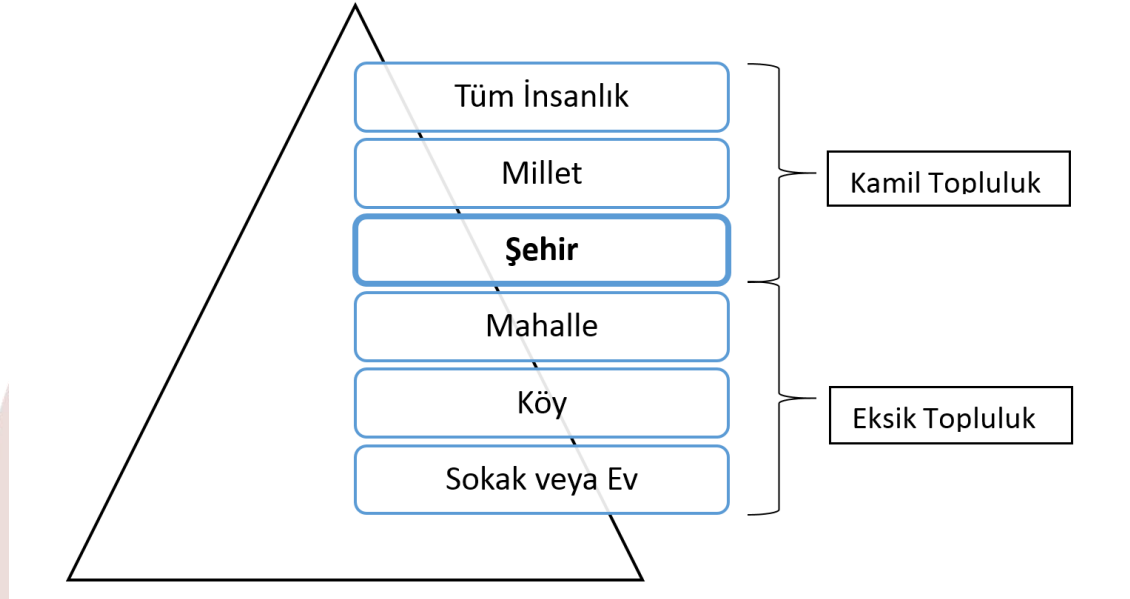 Tüm İnsanlık
Millet
Kamil Topluluk
Şehir
Mahalle
Köy
Eksik Topluluk
Sokak veya Ev